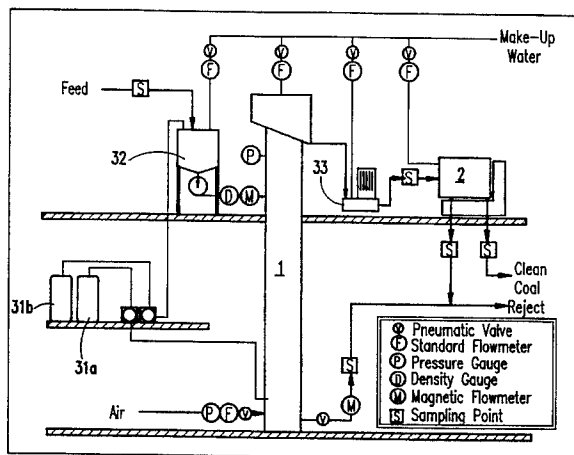 Make-Up
Water
V V V V
F F F F
Feed S
32
P
33
D M
S
2
S S
1
Clean
Coal
Reject
31b
31a
S
M
V
Air P F V
V Pneumatic Valve
F Standard Flowmeter
P Pressure Gauge
D Density Gauge
M Magnetic Flowmeter
S Sampling Point